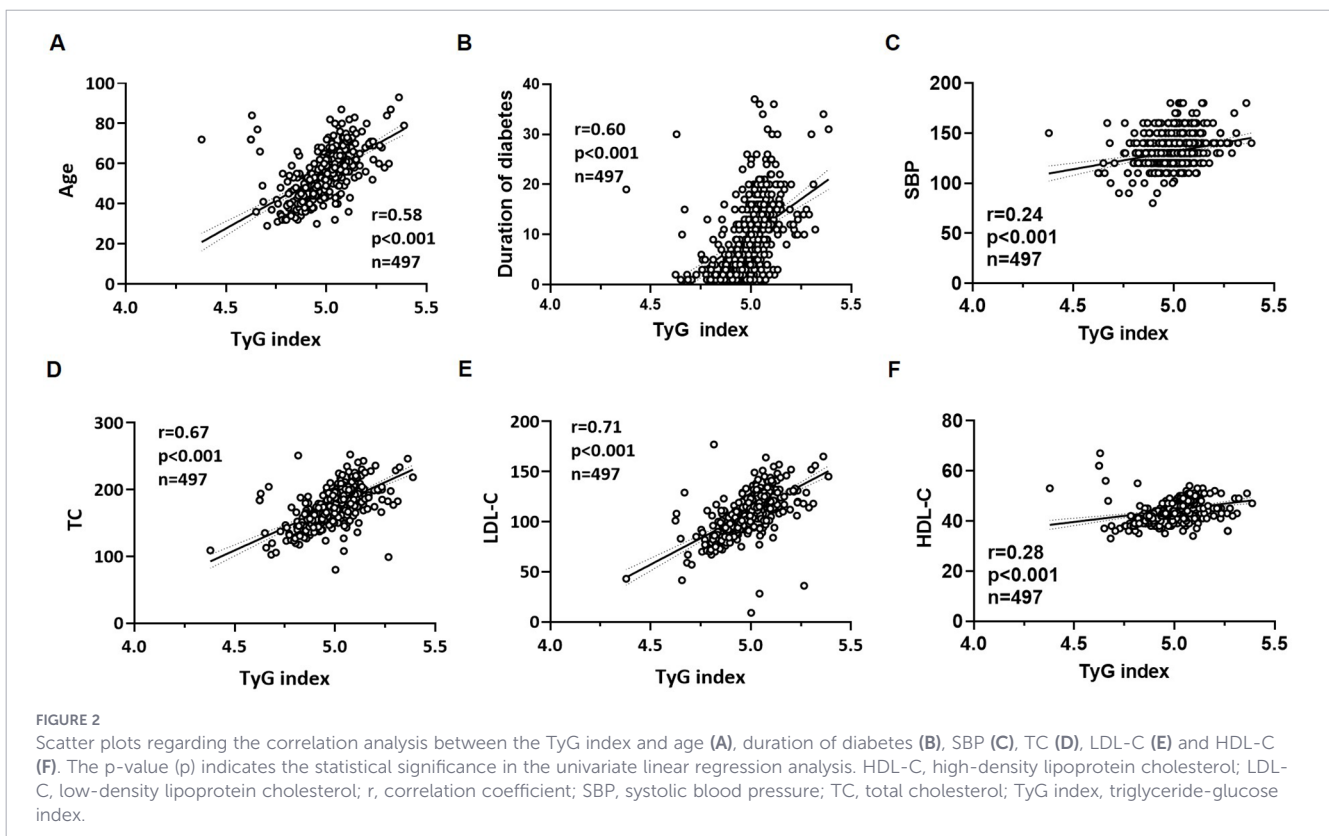 A
100
80
60
40
20
0
Age
r=0.58
p<0.001
n=497
4.0 4.5 5.0 5.5
TyG index
B
40
30
20
10
0
Duration of diabetes
r=0.60
p<0.001
n=497
4.0 4.5 5.0 5.5
TyG index
C
200
150
100
50
0
SBP
r=0.24
p<0.001
n=497
4.0 4.5 5.0 5.5
TyG index
D
300
200
100
0
TC
r=0.67
p<0.001
n=497
4.0 4.5 5.0 5.5
TyG index
E
200
150
100
50
0
LDL-C
r=0.71
p<0.001
n=497
4.0 4.5 5.0 5.5
TyG index
F
80
60
40
20
0
HDL-C
r=0.28
p<0.001
n=497
4.0 4.5 5.0 5.5
TyG index
FIGURE 2
Scatter plots regarding the correlation analysis between the TyG index and age (A), duration of diabetes (B), SBP (C), TC (D), LDL-C (E) and HDL-C
(F). The p-value (p) indicates the statistical significance in the univariate linear regression analysis. HDL-C, high-density lipoprotein cholesterol; LDL-
C, low-density lipoprotein cholesterol; r, correlation coefficient; SBP, systolic blood pressure; TC, total cholesterol; TyG index, triglyceride-glucose
index.